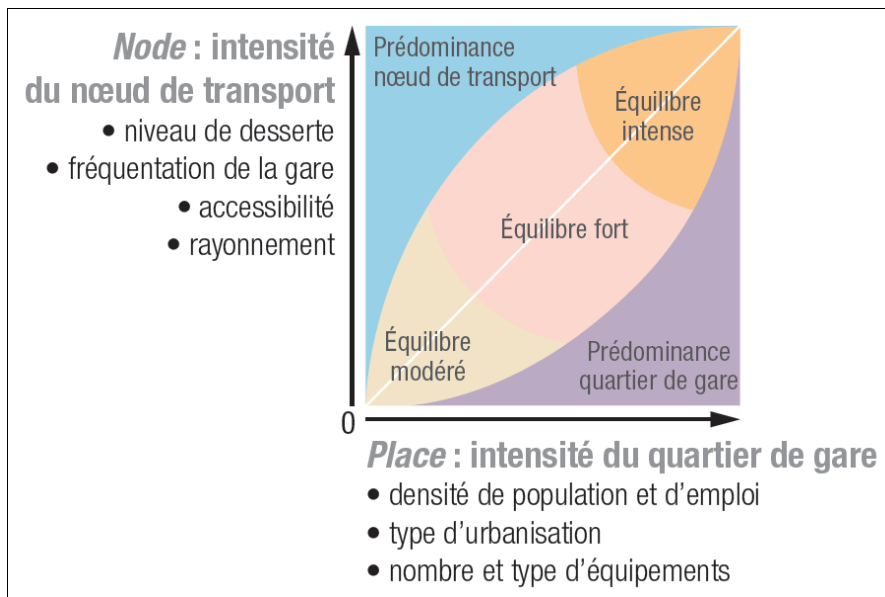 Node : intensité
du nœud de transport
• niveau de desserte
• fréquentation de la gare
• accessibilité
• rayonnement
Prédominance
nœud de transport
Équilibre
intense
Équilibre fort
Équilibre
modéré
Prédominance
quartier de gare
0
Place : intensité du quartier de gare
• densité de population et d’emploi
• type d’urbanisation
• nombre et type d’équipements